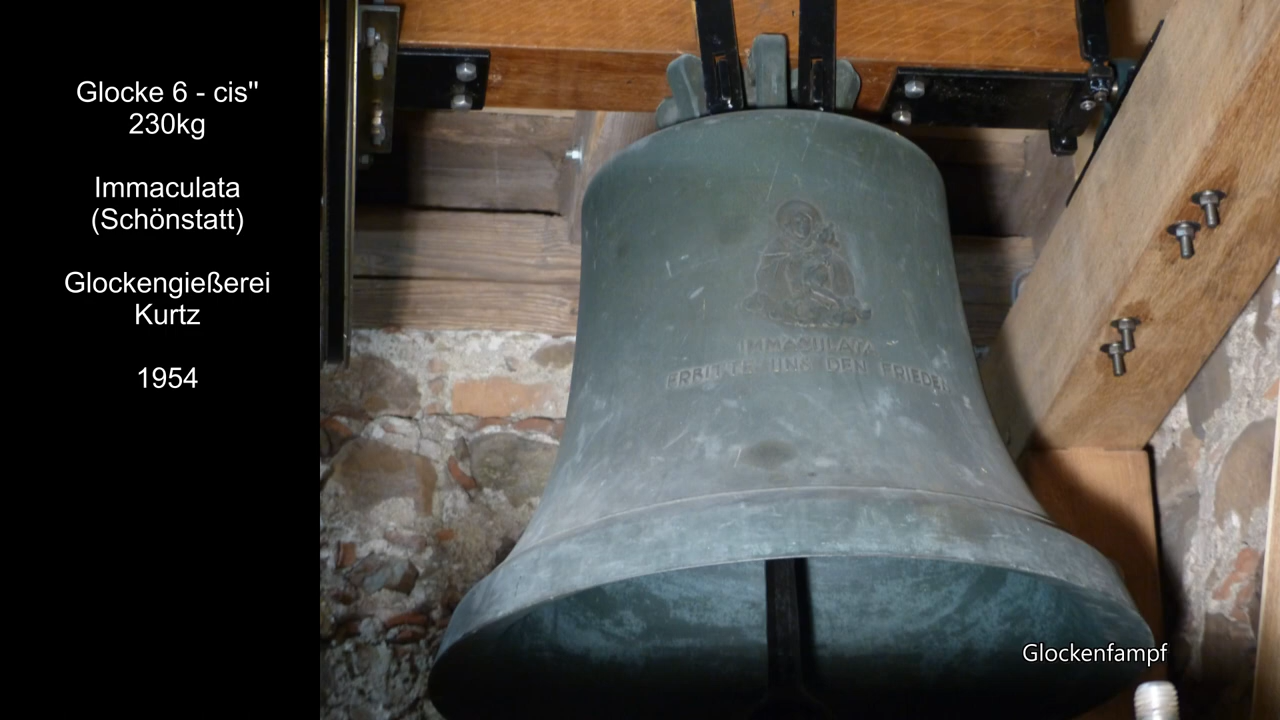 Glocke 6 - cis"
230kg
Immaculata
(Schönstatt)
Glockengießerei
Kurtz
1954
IMMACULATA
ERBITTE UNS DEN FRIEDEN
Glockenfampf